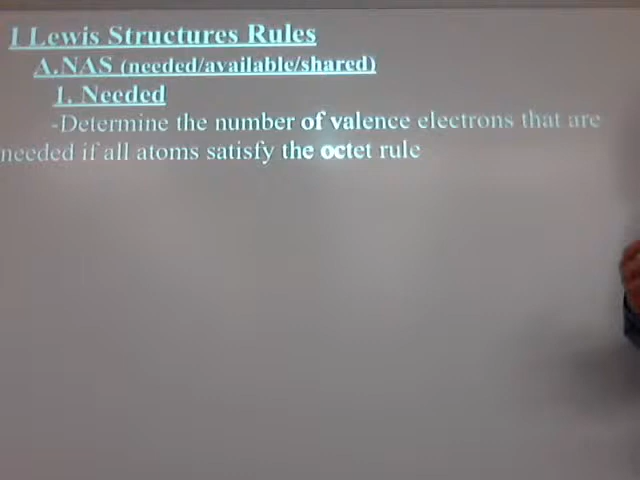 I Lewis Structures Rules
A.NAS (needed/available/shared)
1. Needed
-Determine the number of valence electrons that are
needed if all atoms satisfy the octet rule